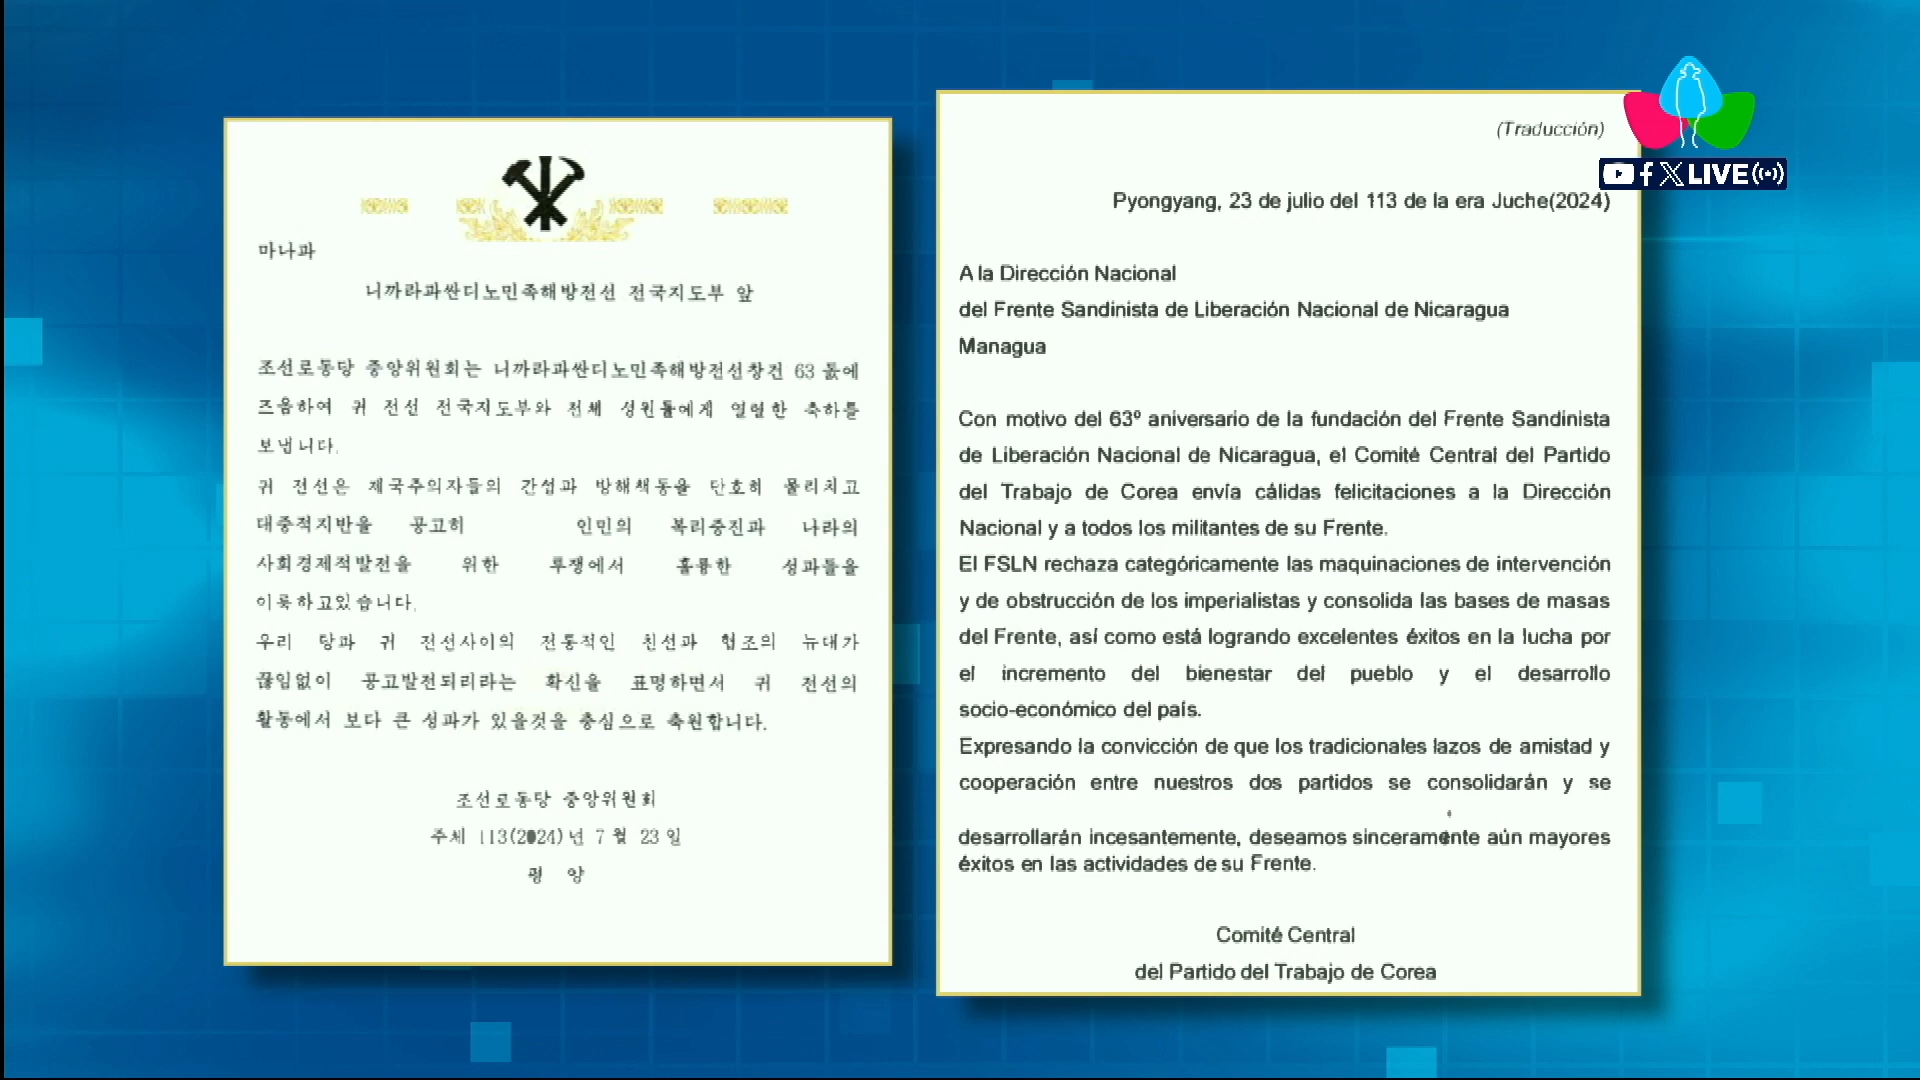 마나과
니까라과싼디노민족해방전선 전국지도부 앞
조선로동당 중앙위원회는 니까라과싼디노민족해방전선창건 63돐에
즈음하여 귀 전선 전국지도부와 전체 성원들에게 열렬한 축하를
보냅니다.
귀 전선은 제국주의자들의 간섭과 방해책동을 단호히 물리치고
대중적지반을 공고히 인민의 복리증진과 나라의
사회경제적발전을 위한 투쟁에서 훌륭한 성과들을
이룩하고있습니다.
우리 당과 귀 전선사이의 전통적인 친선과 협조의 뉴대가
끊임없이 공고발전되리라는 확신을 표명하면서 귀 전선의
활동에서 보다 큰 성과가 있을것을 충심으로 축원합니다.
조선로동당 중앙위원회
주체 113(2024)년 7월 23일
평 양
(Traducción)
Pyongyang, 23 de julio del 113 de la era Juche(2024)
A la Dirección Nacional
del Frente Sandinista de Liberación Nacional de Nicaragua
Managua
Con motivo del 63º aniversario de la fundación del Frente Sandinista
de Liberación Nacional de Nicaragua, el Comité Central del Partido
del Trabajo de Corea envía cálidas felicitaciones a la Dirección
Nacional y a todos los militantes de su Frente.
El FSLN rechaza categóricamente las maquinaciones de intervención
y de obstrucción de los imperialistas y consolida las bases de masas
del Frente, así como está logrando excelentes éxitos en la lucha por
el incremento del bienestar del pueblo y el desarrollo
socio-económico del país.
Expresando la convicción de que los tradicionales lazos de amistad y
cooperación entre nuestros dos partidos se consolidarán y se
desarrollarán incesantemente, deseamos sinceramente aún mayores
éxitos en las actividades de su Frente.
Comité Central
del Partido del Trabajo de Corea
LIVE